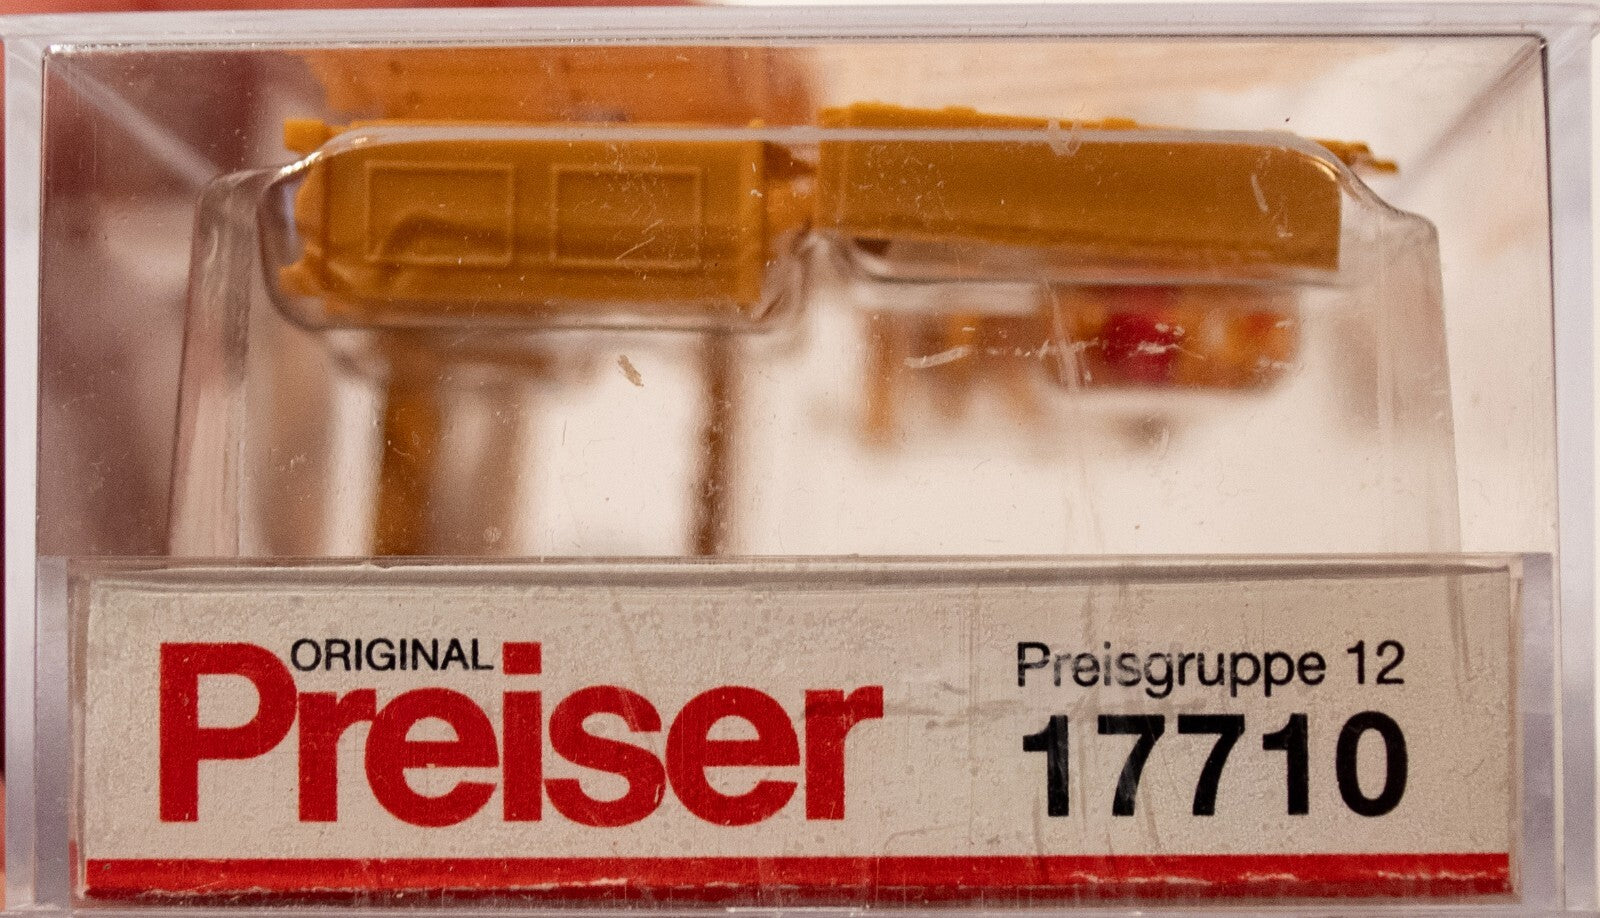 ORIGINAL
Preiser
Preisgruppe 12
17710